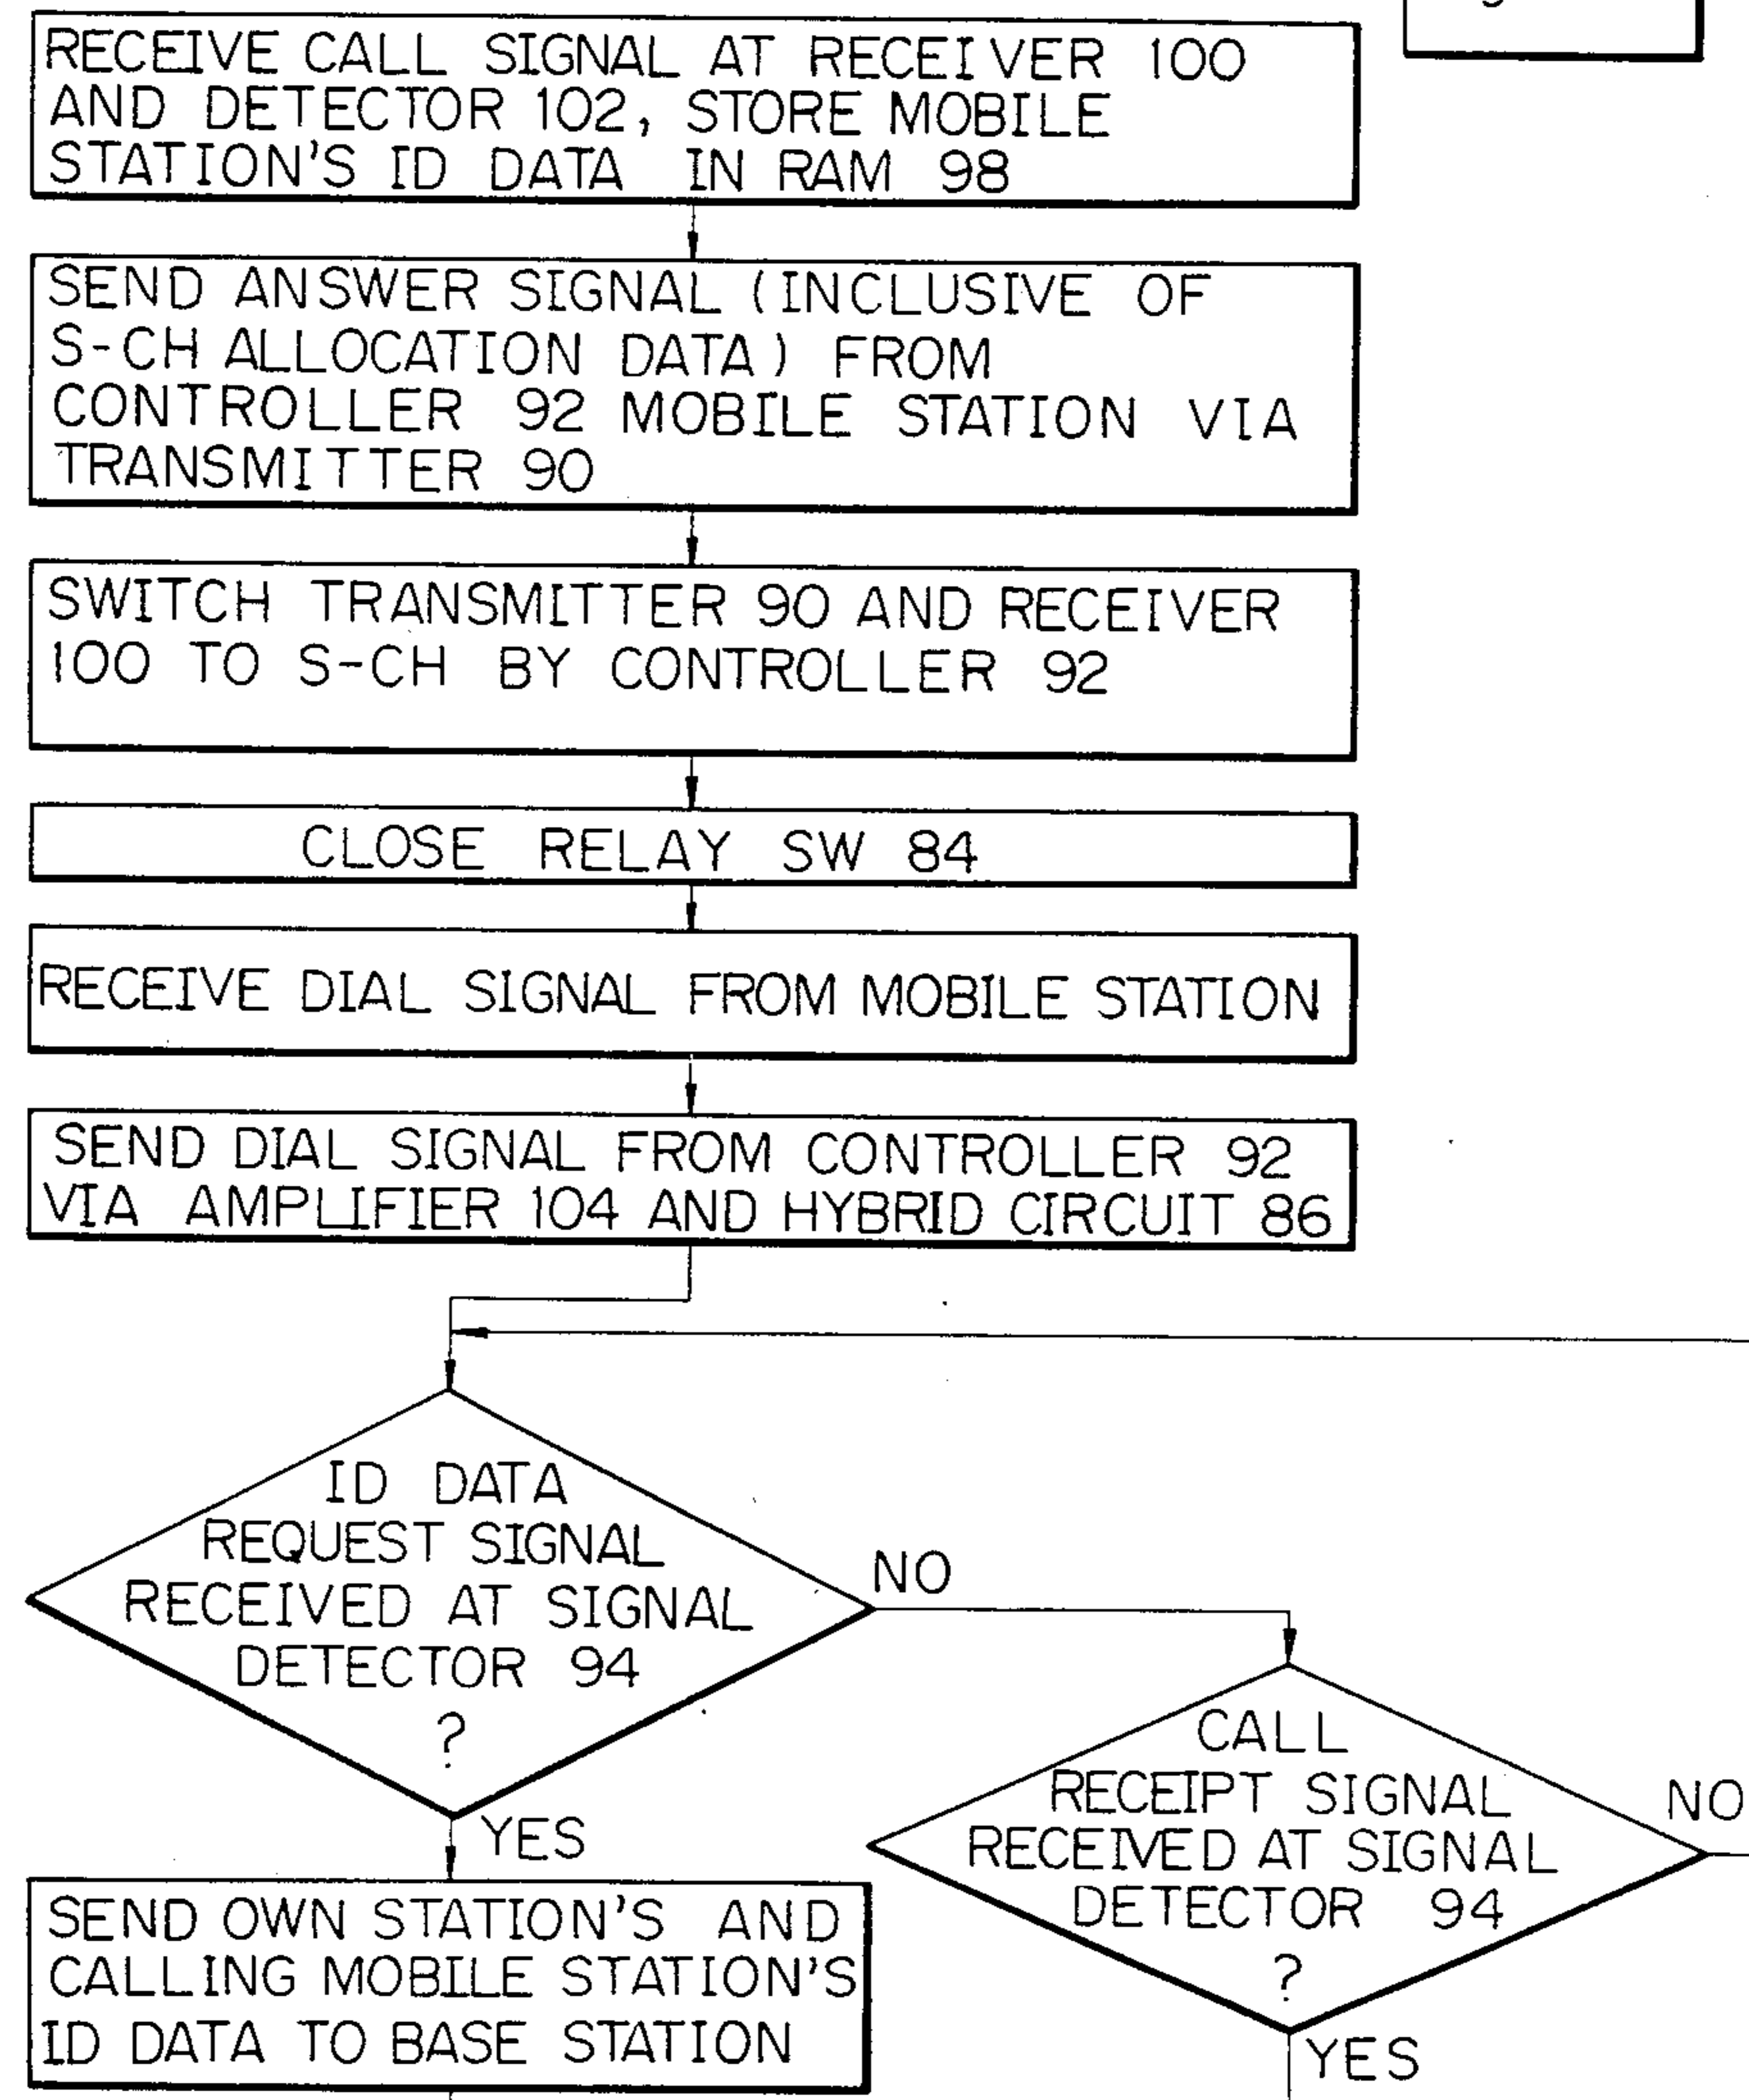 RECEIVE CALL SIGNAL AT RECEIVER 100
AND DETECTOR 102, STORE MOBILE
STATION'S ID DATA IN RAM 98
SEND ANSWER SIGNAL (INCLUSIVE OF
S-CH ALLOCATION DATA) FROM
CONTROLLER 92 MOBILE STATION VIA
TRANSMITTER 90
SWITCH TRANSMITTER 90 AND RECEIVER
100 TO S-CH BY CONTROLLER 92
CLOSE RELAY SW 84
RECEIVE DIAL SIGNAL FROM MOBILE STATION
SEND DIAL SIGNAL FROM CONTROLLER 92
VIA AMPLIFIER 104 AND HYBRID CIRCUIT 86
ID DATA
REQUEST SIGNAL
RECEIVED AT SIGNAL
DETECTOR 94
?
NO
YES
CALL
RECEIPT SIGNAL
RECEIVED AT SIGNAL
DETECTOR 94
?
NO
YES
SEND OWN STATION'S AND
CALLING MOBILE STATION'S
ID DATA TO BASE STATION